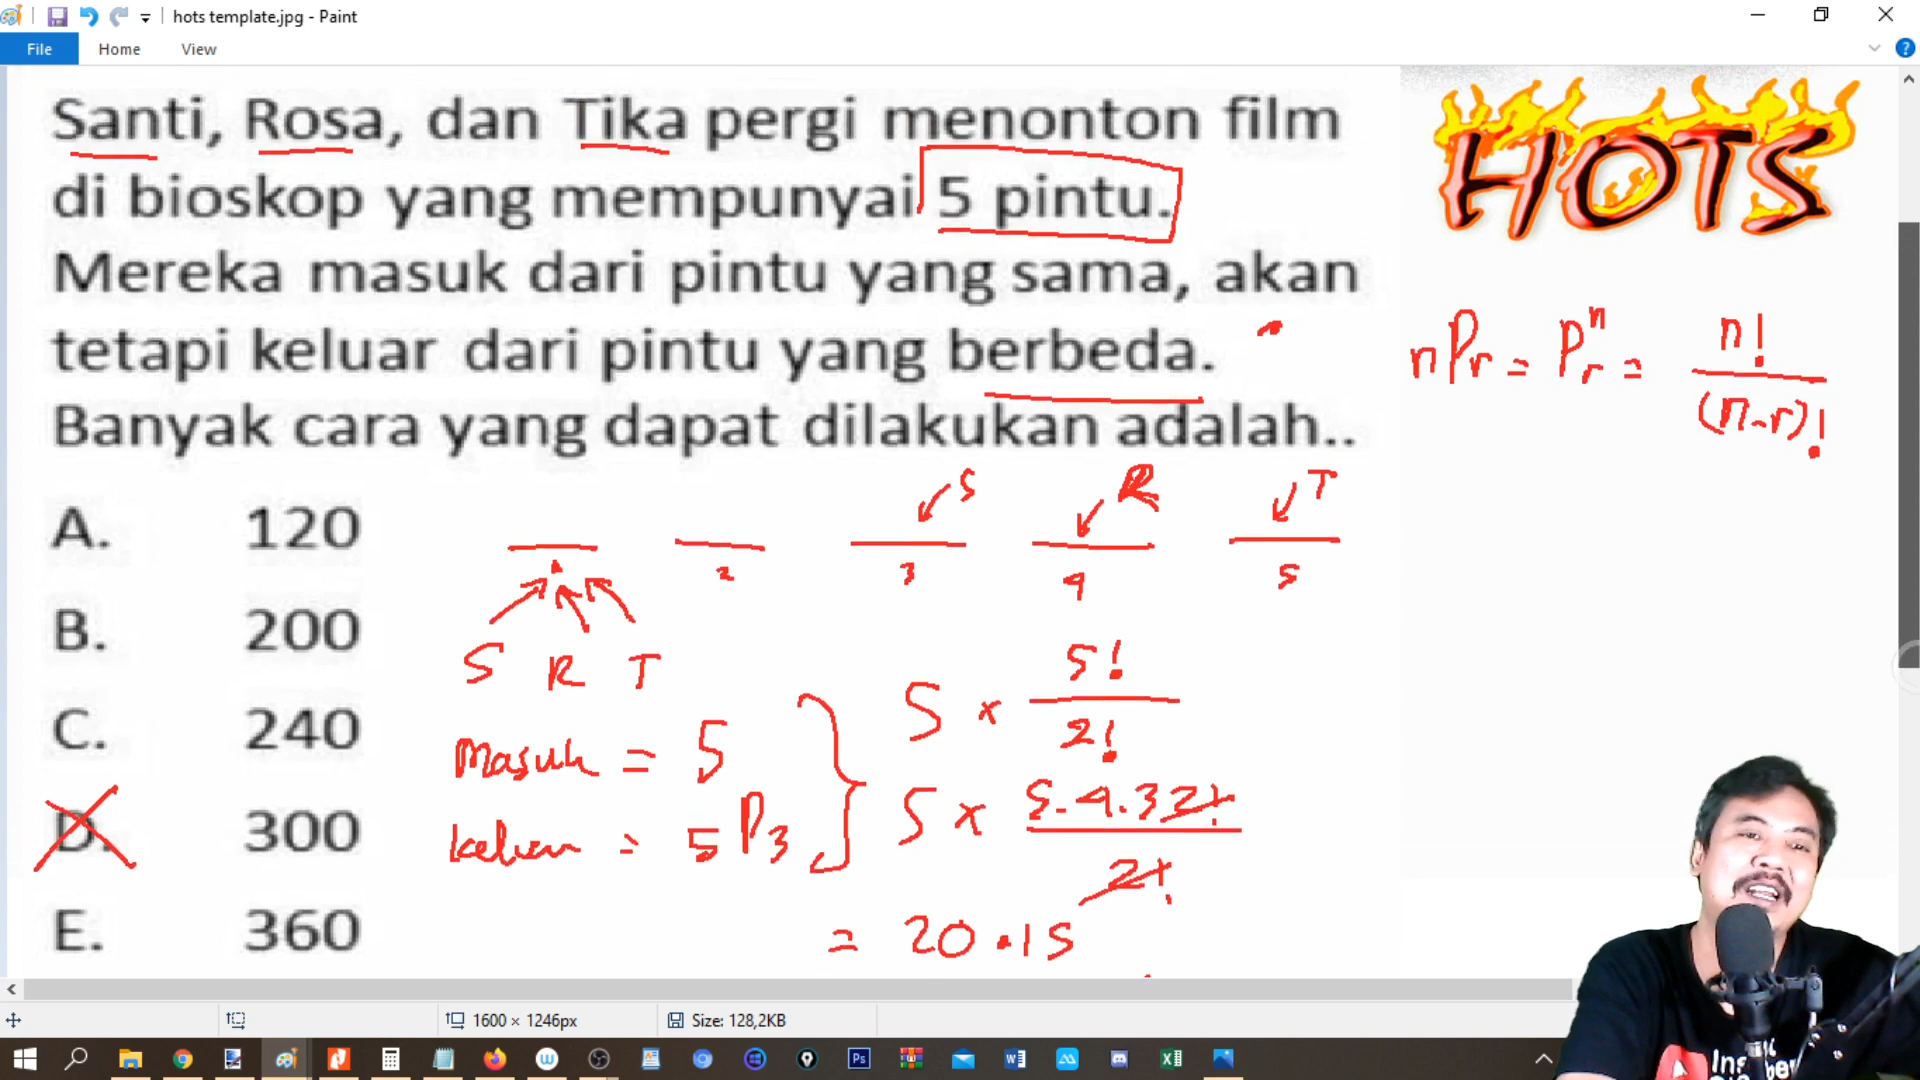 hots template.jpg - Paint
File Home View
Santi, Rosa, dan Tika pergi menonton film
di bioskop yang mempunyai 5 pintu.
Mereka masuk dari pintu yang sama, akan
tetapi keluar dari pintu yang berbeda.
Banyak cara yang dapat dilakukan adalah..
HOTS
nPr = Pⁿᵣ = n! / (n-r)!
A. 120
B. 200
C. 240
D. 300
E. 360
S R T
2 3 4 5
S R T
Masuk = 5
keluar = 5P3
5 × 5! / 2!
5 × 5.4.3 2! / 2!
= 20.15
1600 × 1246px Size: 128,2KB
Ps